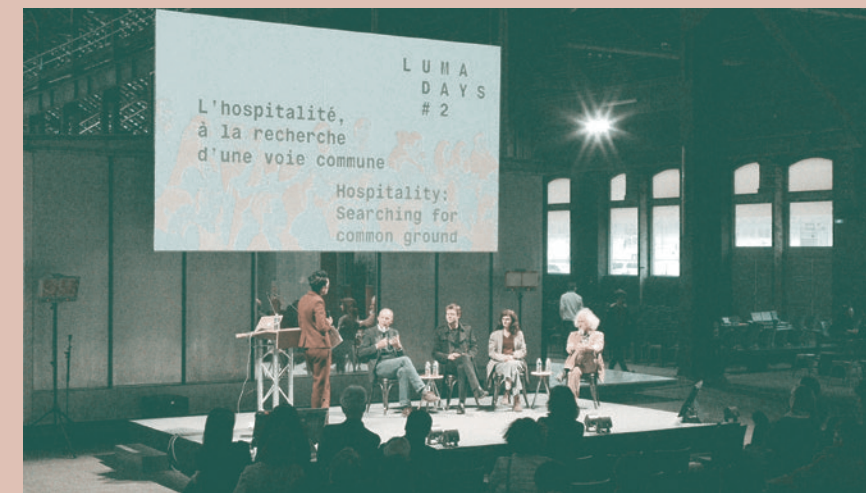 LUMA
DAYS
#2
L'hospitalité,
à la recherche
d'une voie commune
Hospitality:
Searching for
common ground